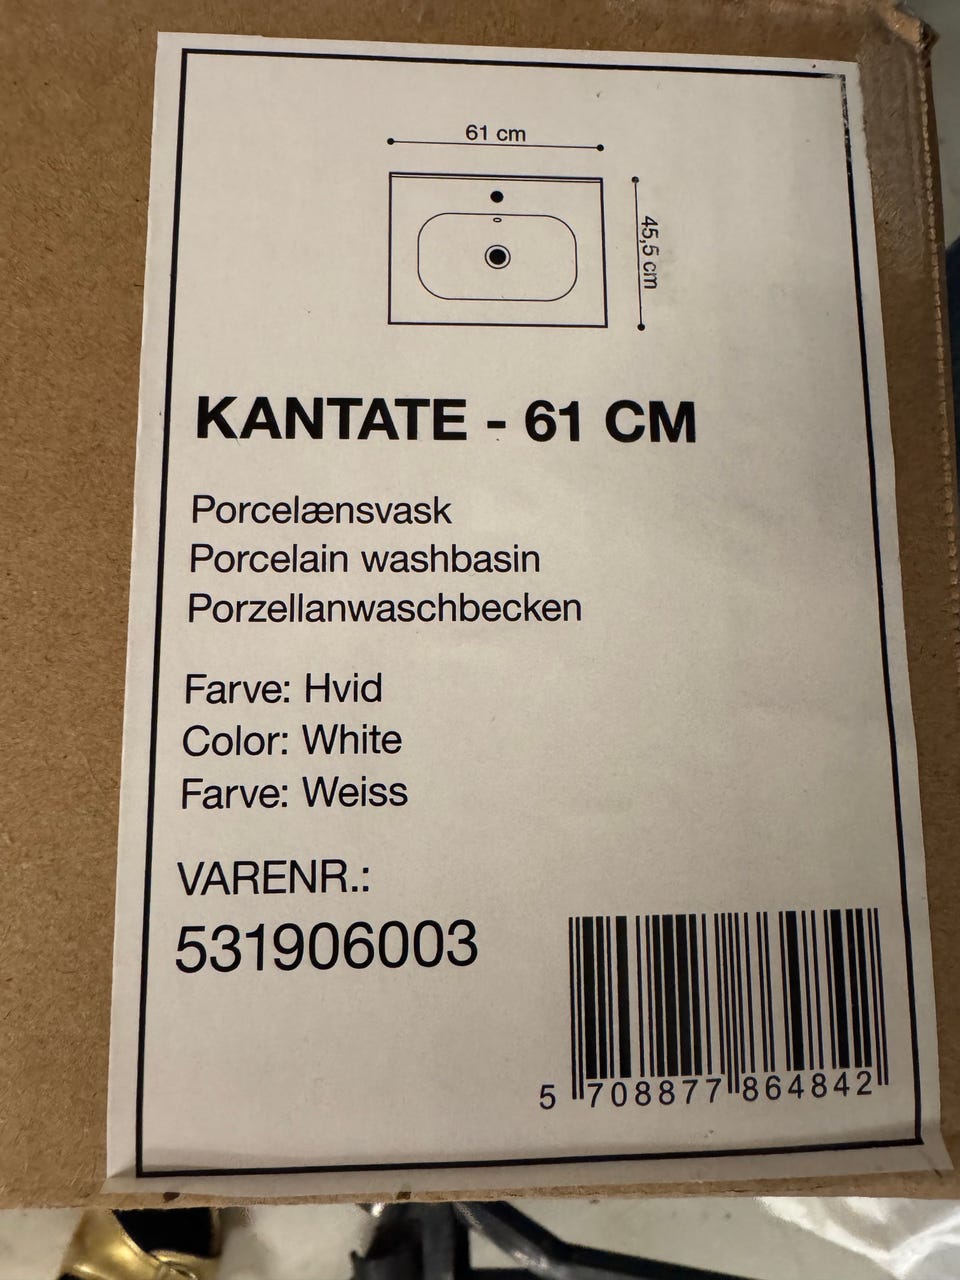 61 cm
45,5 cm
KANTATE - 61 CM
Porcelænsvask
Porcelain washbasin
Porzellanwaschbecken
Farve: Hvid
Color: White
Farve: Weiss
VARENR.:
531906003
5 708877 864842